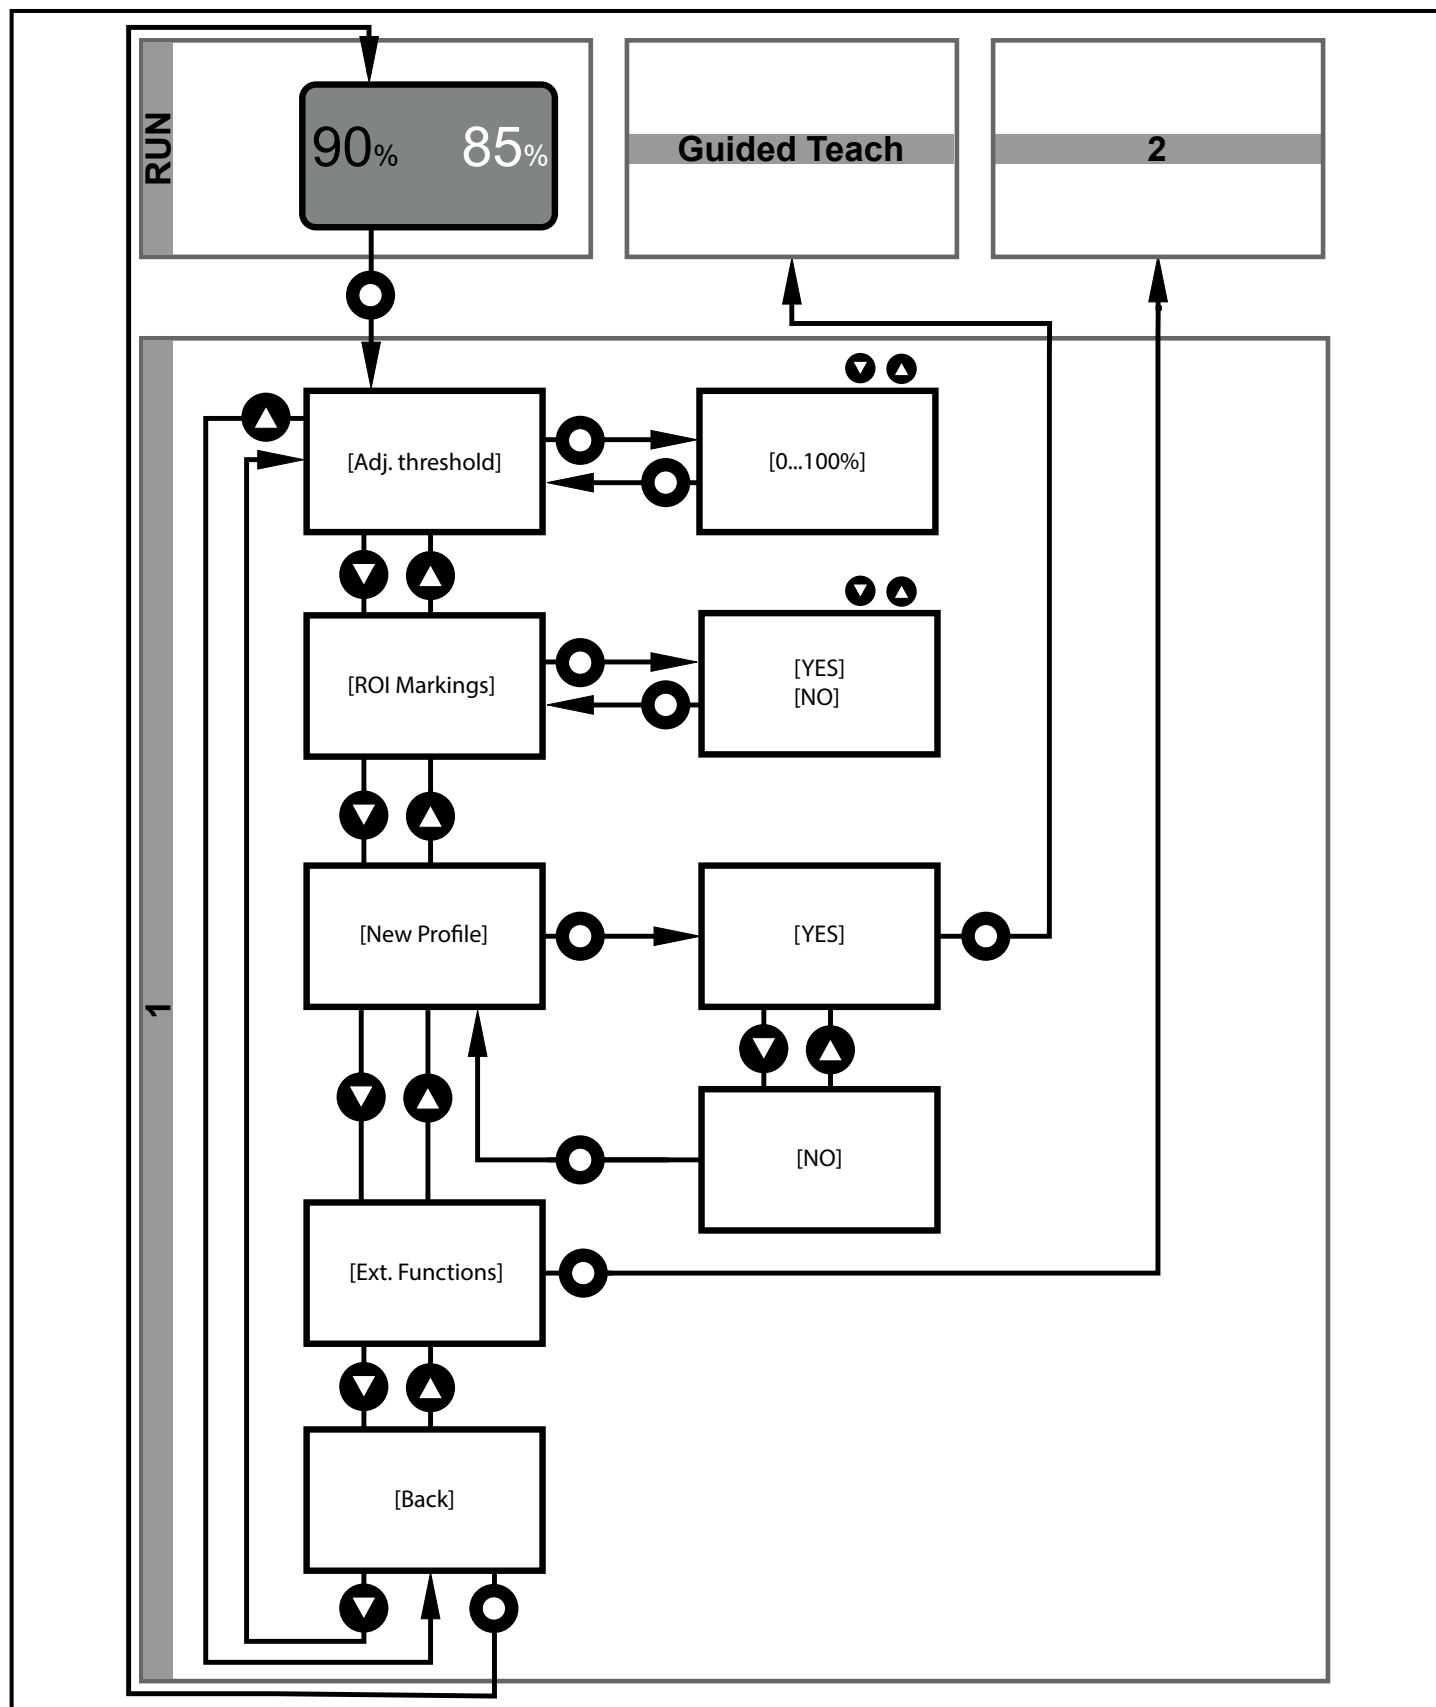 RUN
90% 85%
Guided Teach
2
1
[Adj. threshold]
[0...100%]
[ROI Markings]
[YES]
[NO]
[New Profile]
[YES]
[NO]
[Ext. Functions]
[Back]